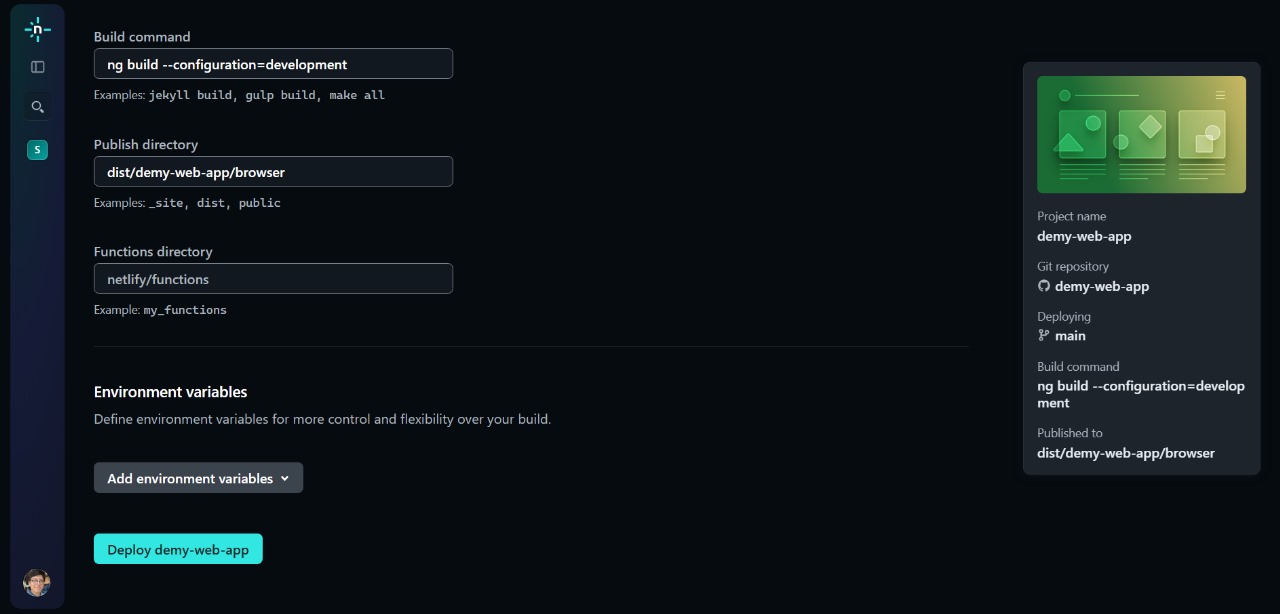 n
Build command
ng build --configuration=development
Examples: jekyll build, gulp build, make all
Publish directory
dist/demy-web-app/browser
Examples: _site, dist, public
Functions directory
netlify/functions
Example: my_functions
Environment variables
Define environment variables for more control and flexibility over your build.
Add environment variables
Deploy demy-web-app
S
Project name
demy-web-app
Git repository
demy-web-app
Deploying
main
Build command
ng build --configuration=develop
ment
Published to
dist/demy-web-app/browser